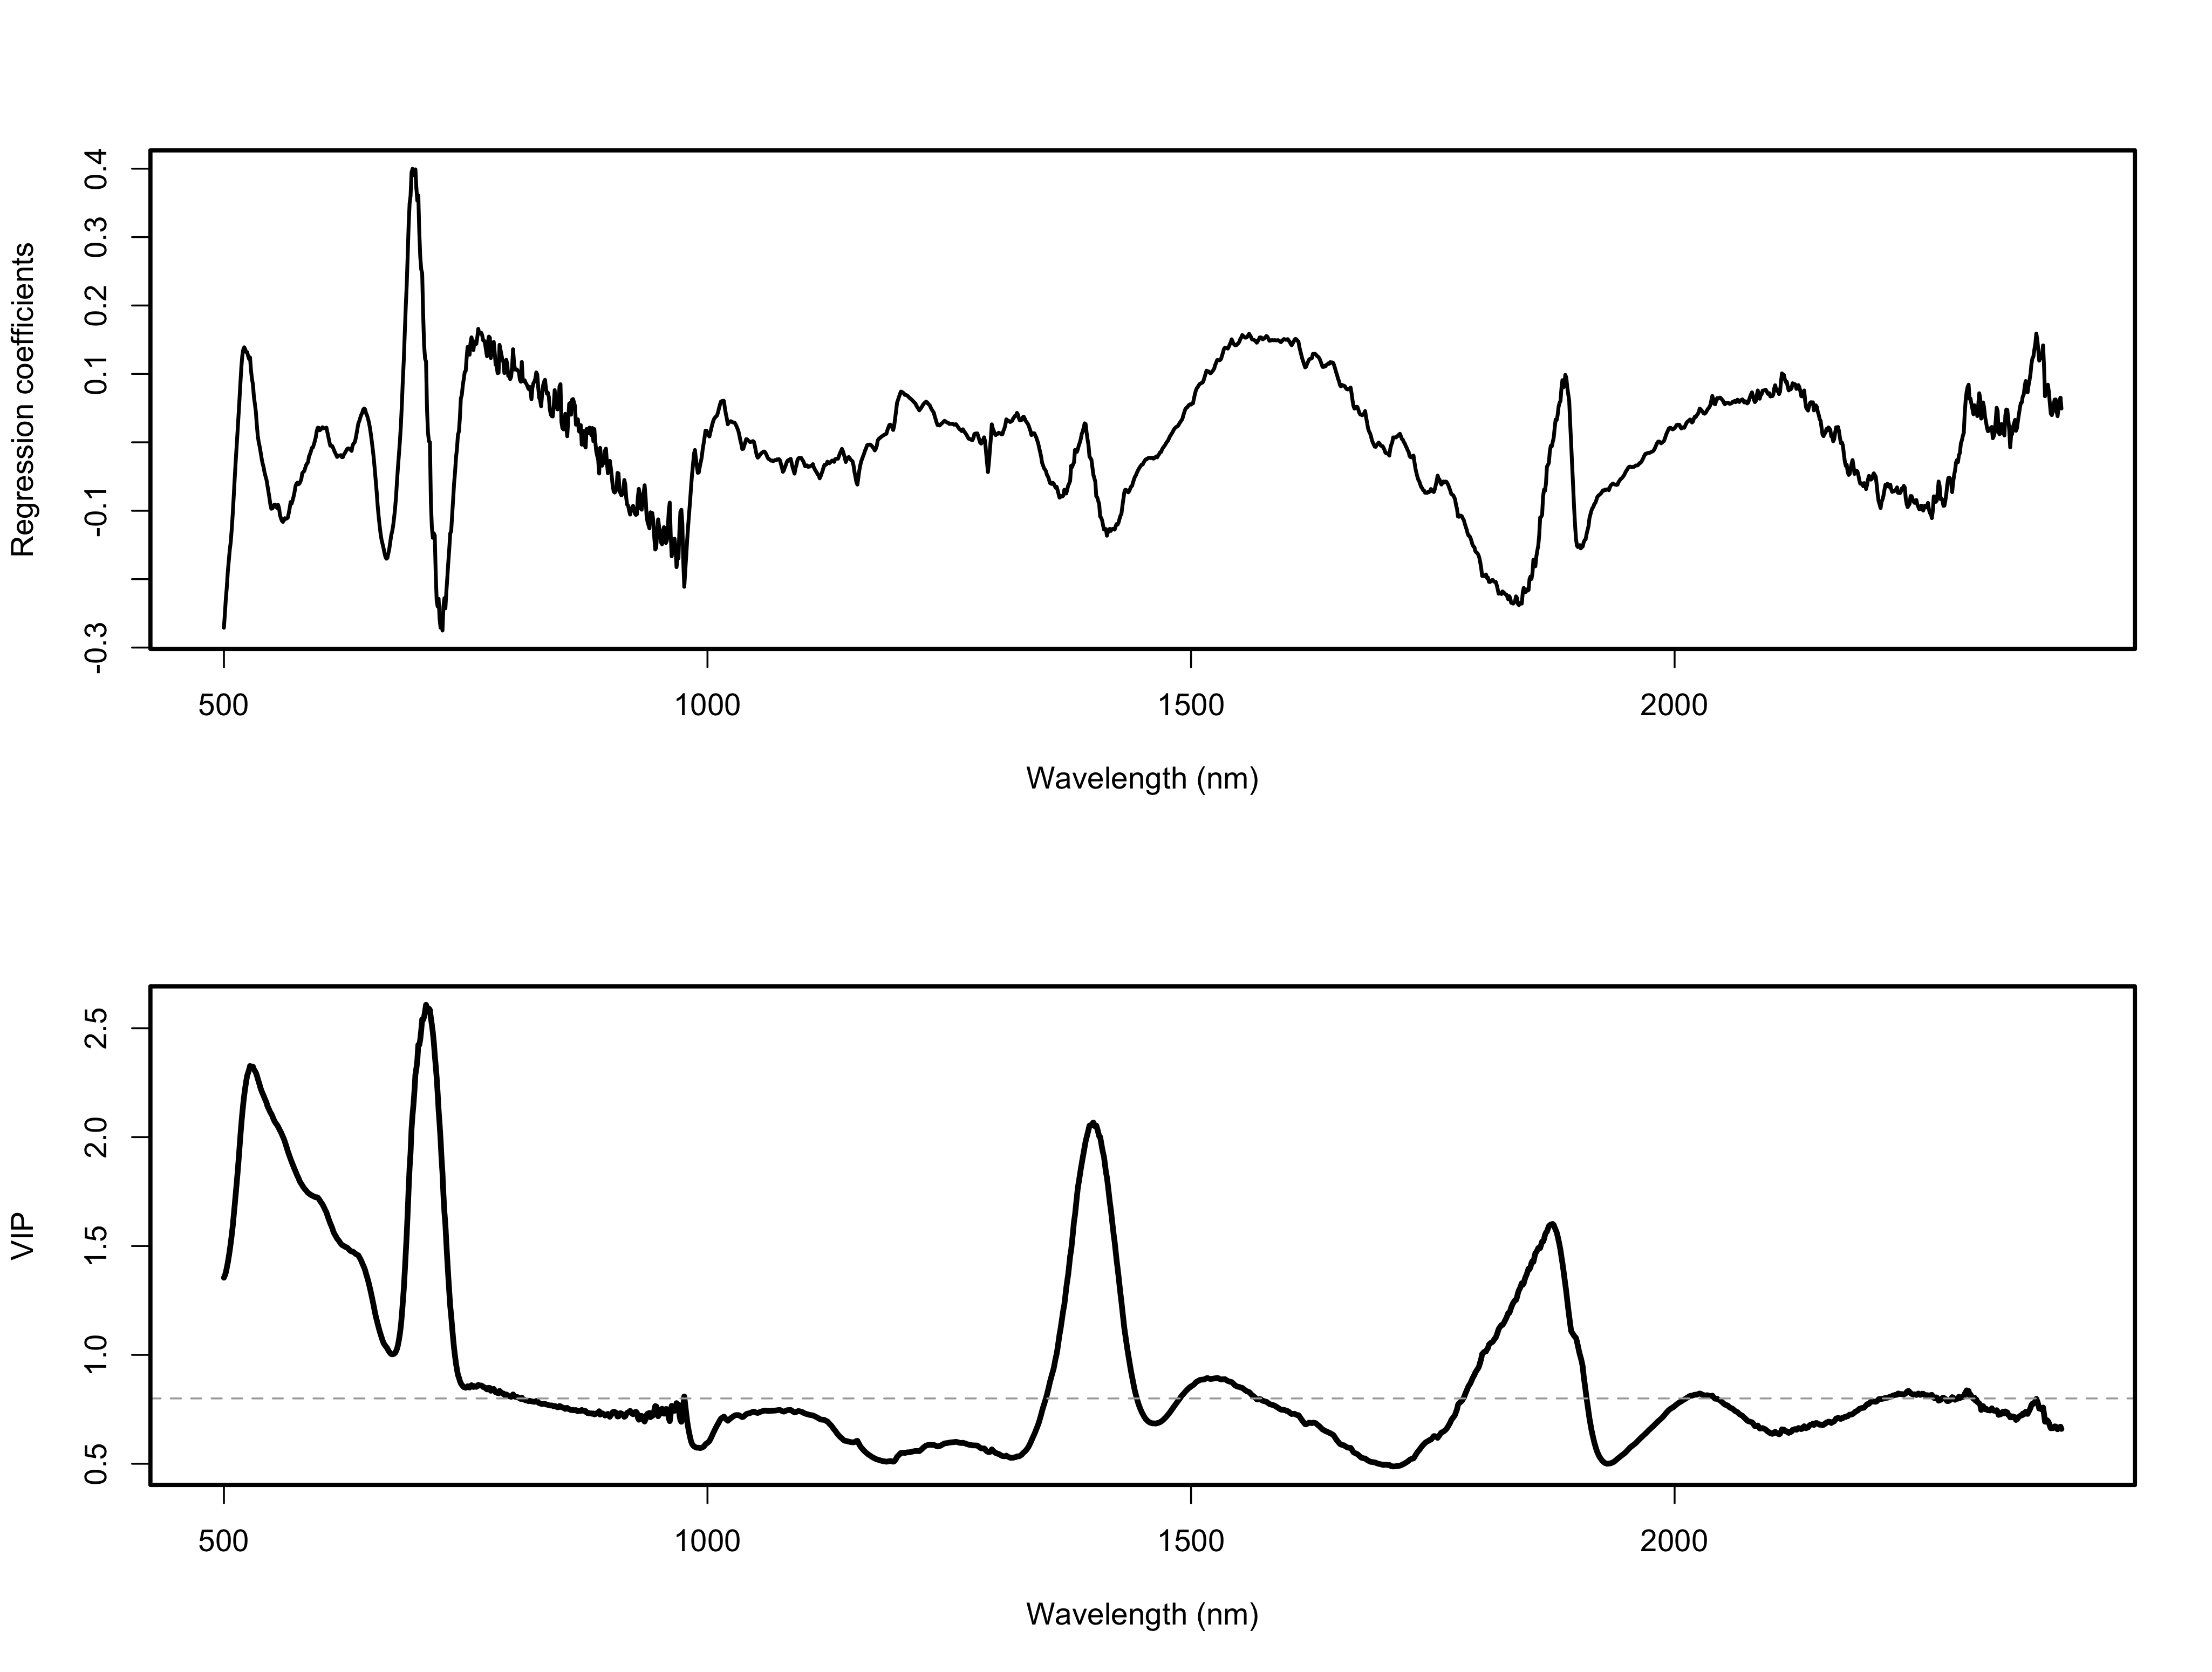 Regression coefficients
0.4
0.3
0.2
0.1
-0.1
-0.3
500 1000 1500 2000
Wavelength (nm)
VIP
2.5
2.0
1.5
1.0
0.5
500 1000 1500 2000
Wavelength (nm)